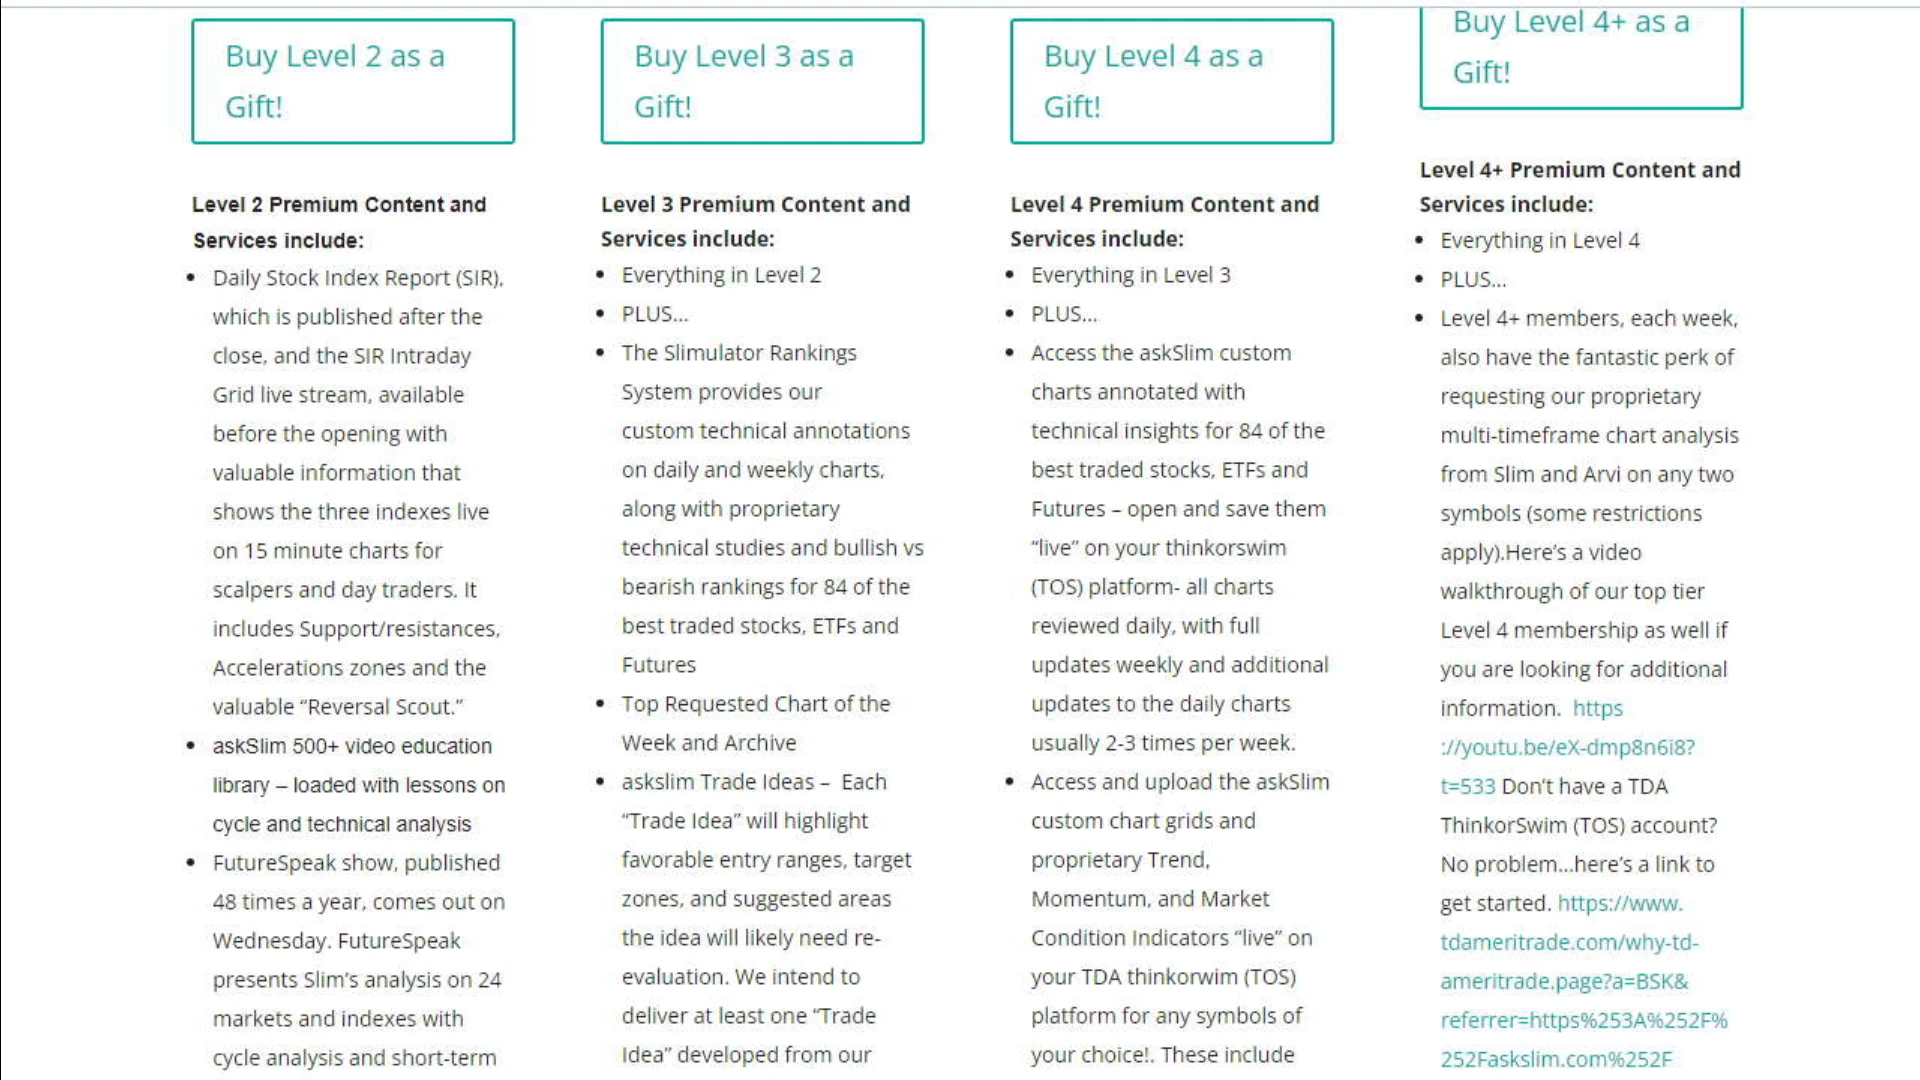 Buy Level 2 as a
Gift!
Level 2 Premium Content and
Services include:
Daily Stock Index Report (SIR),
which is published after the
close, and the SIR Intraday
Grid live stream, available
before the opening with
valuable information that
shows the three indexes live
on 15 minute charts for
scalpers and day traders. It
includes Support/resistances,
Accelerations zones and the
valuable “Reversal Scout.”
askSlim 500+ video education
library – loaded with lessons on
cycle and technical analysis
FutureSpeak show, published
48 times a year, comes out on
Wednesday. FutureSpeak
presents Slim’s analysis on 24
markets and indexes with
cycle analysis and short-term
Buy Level 3 as a
Gift!
Level 3 Premium Content and
Services include:
Everything in Level 2
PLUS…
The Slimulator Rankings
System provides our
custom technical annotations
on daily and weekly charts,
along with proprietary
technical studies and bullish vs
bearish rankings for 84 of the
best traded stocks, ETFs and
Futures
Top Requested Chart of the
Week and Archive
askslim Trade Ideas – Each
“Trade Idea” will highlight
favorable entry ranges, target
zones, and suggested areas
the idea will likely need re-
evaluation. We intend to
deliver at least one “Trade
Idea” developed from our
Buy Level 4 as a
Gift!
Level 4 Premium Content and
Services include:
Everything in Level 3
PLUS…
Access the askSlim custom
charts annotated with
technical insights for 84 of the
best traded stocks, ETFs and
Futures – open and save them
“live” on your thinkorswim
(TOS) platform- all charts
reviewed daily, with full
updates weekly and additional
updates to the daily charts
usually 2-3 times per week.
Access and upload the askSlim
custom chart grids and
proprietary Trend,
Momentum, and Market
Condition Indicators “live” on
your TDA thinkorwim (TOS)
platform for any symbols of
your choice!. These include
Buy Level 4+ as a
Gift!
Level 4+ Premium Content and
Services include:
Everything in Level 4
PLUS…
Level 4+ members, each week,
also have the fantastic perk of
requesting our proprietary
multi-timeframe chart analysis
from Slim and Arvi on any two
symbols (some restrictions
apply).Here’s a video
walkthrough of our top tier
Level 4 membership as well if
you are looking for additional
information. https
://youtu.be/eX-dmp8n6i8?
t=533 Don’t have a TDA
ThinkorSwim (TOS) account?
No problem…here’s a link to
get started. https://www.
tdameritrade.com/why-td-
ameritrade.page?a=BSK&
referrer=https%253A%252F%
252Faskslim.com%252F